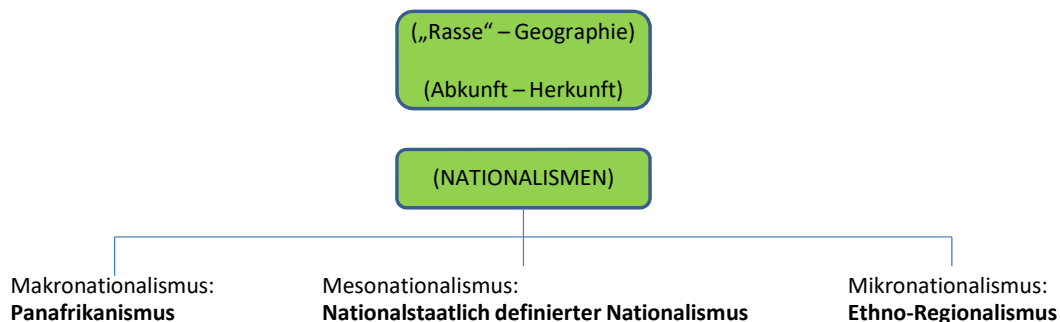 („Rasse“ – Geographie)
(Abkunft – Herkunft)
(NATIONALISMEN)
Makronationalismus:
Panafrikanismus
Mesonationalismus:
Nationalstaatlich definierter Nationalismus
Mikronationalismus:
Ethno-Regionalismus